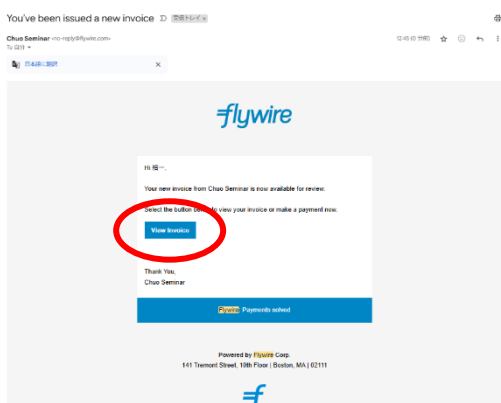 You've been issued a new invoice
受信トレイ ×
Chuo Seminar <no-reply@flywire.com>
To 自分
日本語に翻訳 ×
flywire
Your new invoice from Chuo Seminar is now available for review.
Select the button to view your invoice or make a payment now.
View Invoice
Thank You,
Chuo Seminar
Flywire Payments solved
Powered by Flywire Corp.
141 Tremont Street, 10th Floor | Boston, MA | 02111